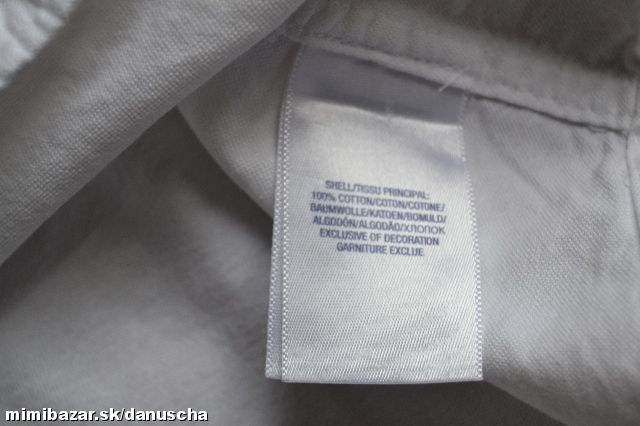 SHELL/TISSU PRINCIPAL:
100% COTTON/COTON/COTONE/
BAUMWOLLE/KATOEN/BOMULD/
ALGODÓN/ALGODÃO/ХЛОПОК
EXCLUSIVE OF DECORATION
GARNITURE EXCLUE
mimibazar.sk/danuscha